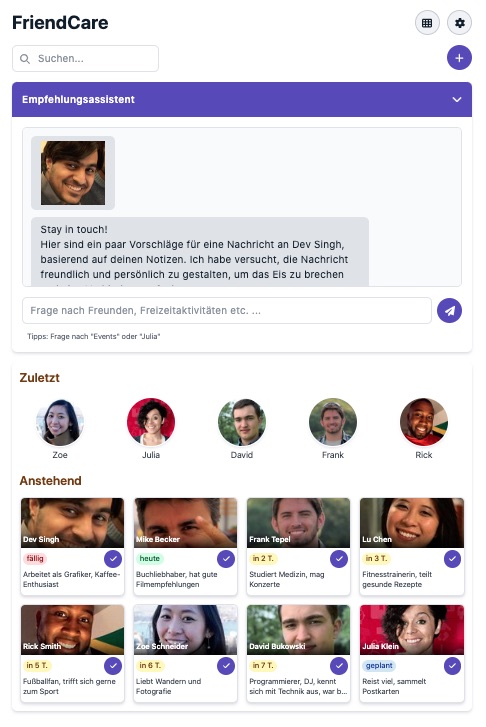 FriendCare
Suchen...
Empfehlungsassistent
Stay in touch!
Hier sind ein paar Vorschläge für eine Nachricht an Dev Singh,
basierend auf deinen Notizen. Ich habe versucht, die Nachricht
freundlich und persönlich zu gestalten, um das Eis zu brechen
Frage nach Freunden, Freizeitaktivitäten etc. ...
Tipps: Frage nach "Events" oder "Julia"
Zuletzt
Zoe
Julia
David
Frank
Rick
Anstehend
Dev Singh
fällig
Arbeitet als Grafiker, Kaffee-
Enthusiast
Mike Becker
heute
Buchliebhaber, hat gute
Filmempfehlungen
Frank Tepel
in 2 T.
Studiert Medizin, mag
Konzerte
Lu Chen
in 3 T.
Fitnesstrainerin, teilt
gesunde Rezepte
Rick Smith
in 5 T.
Fußballfan, trifft sich gerne
zum Sport
Zoe Schneider
in 6 T.
Liebt Wandern und
Fotografie
David Bukowski
in 7 T.
Programmierer, DJ, kennt
sich mit Technik aus, war b...
Julia Klein
geplant
Reist viel, sammelt
Postkarten